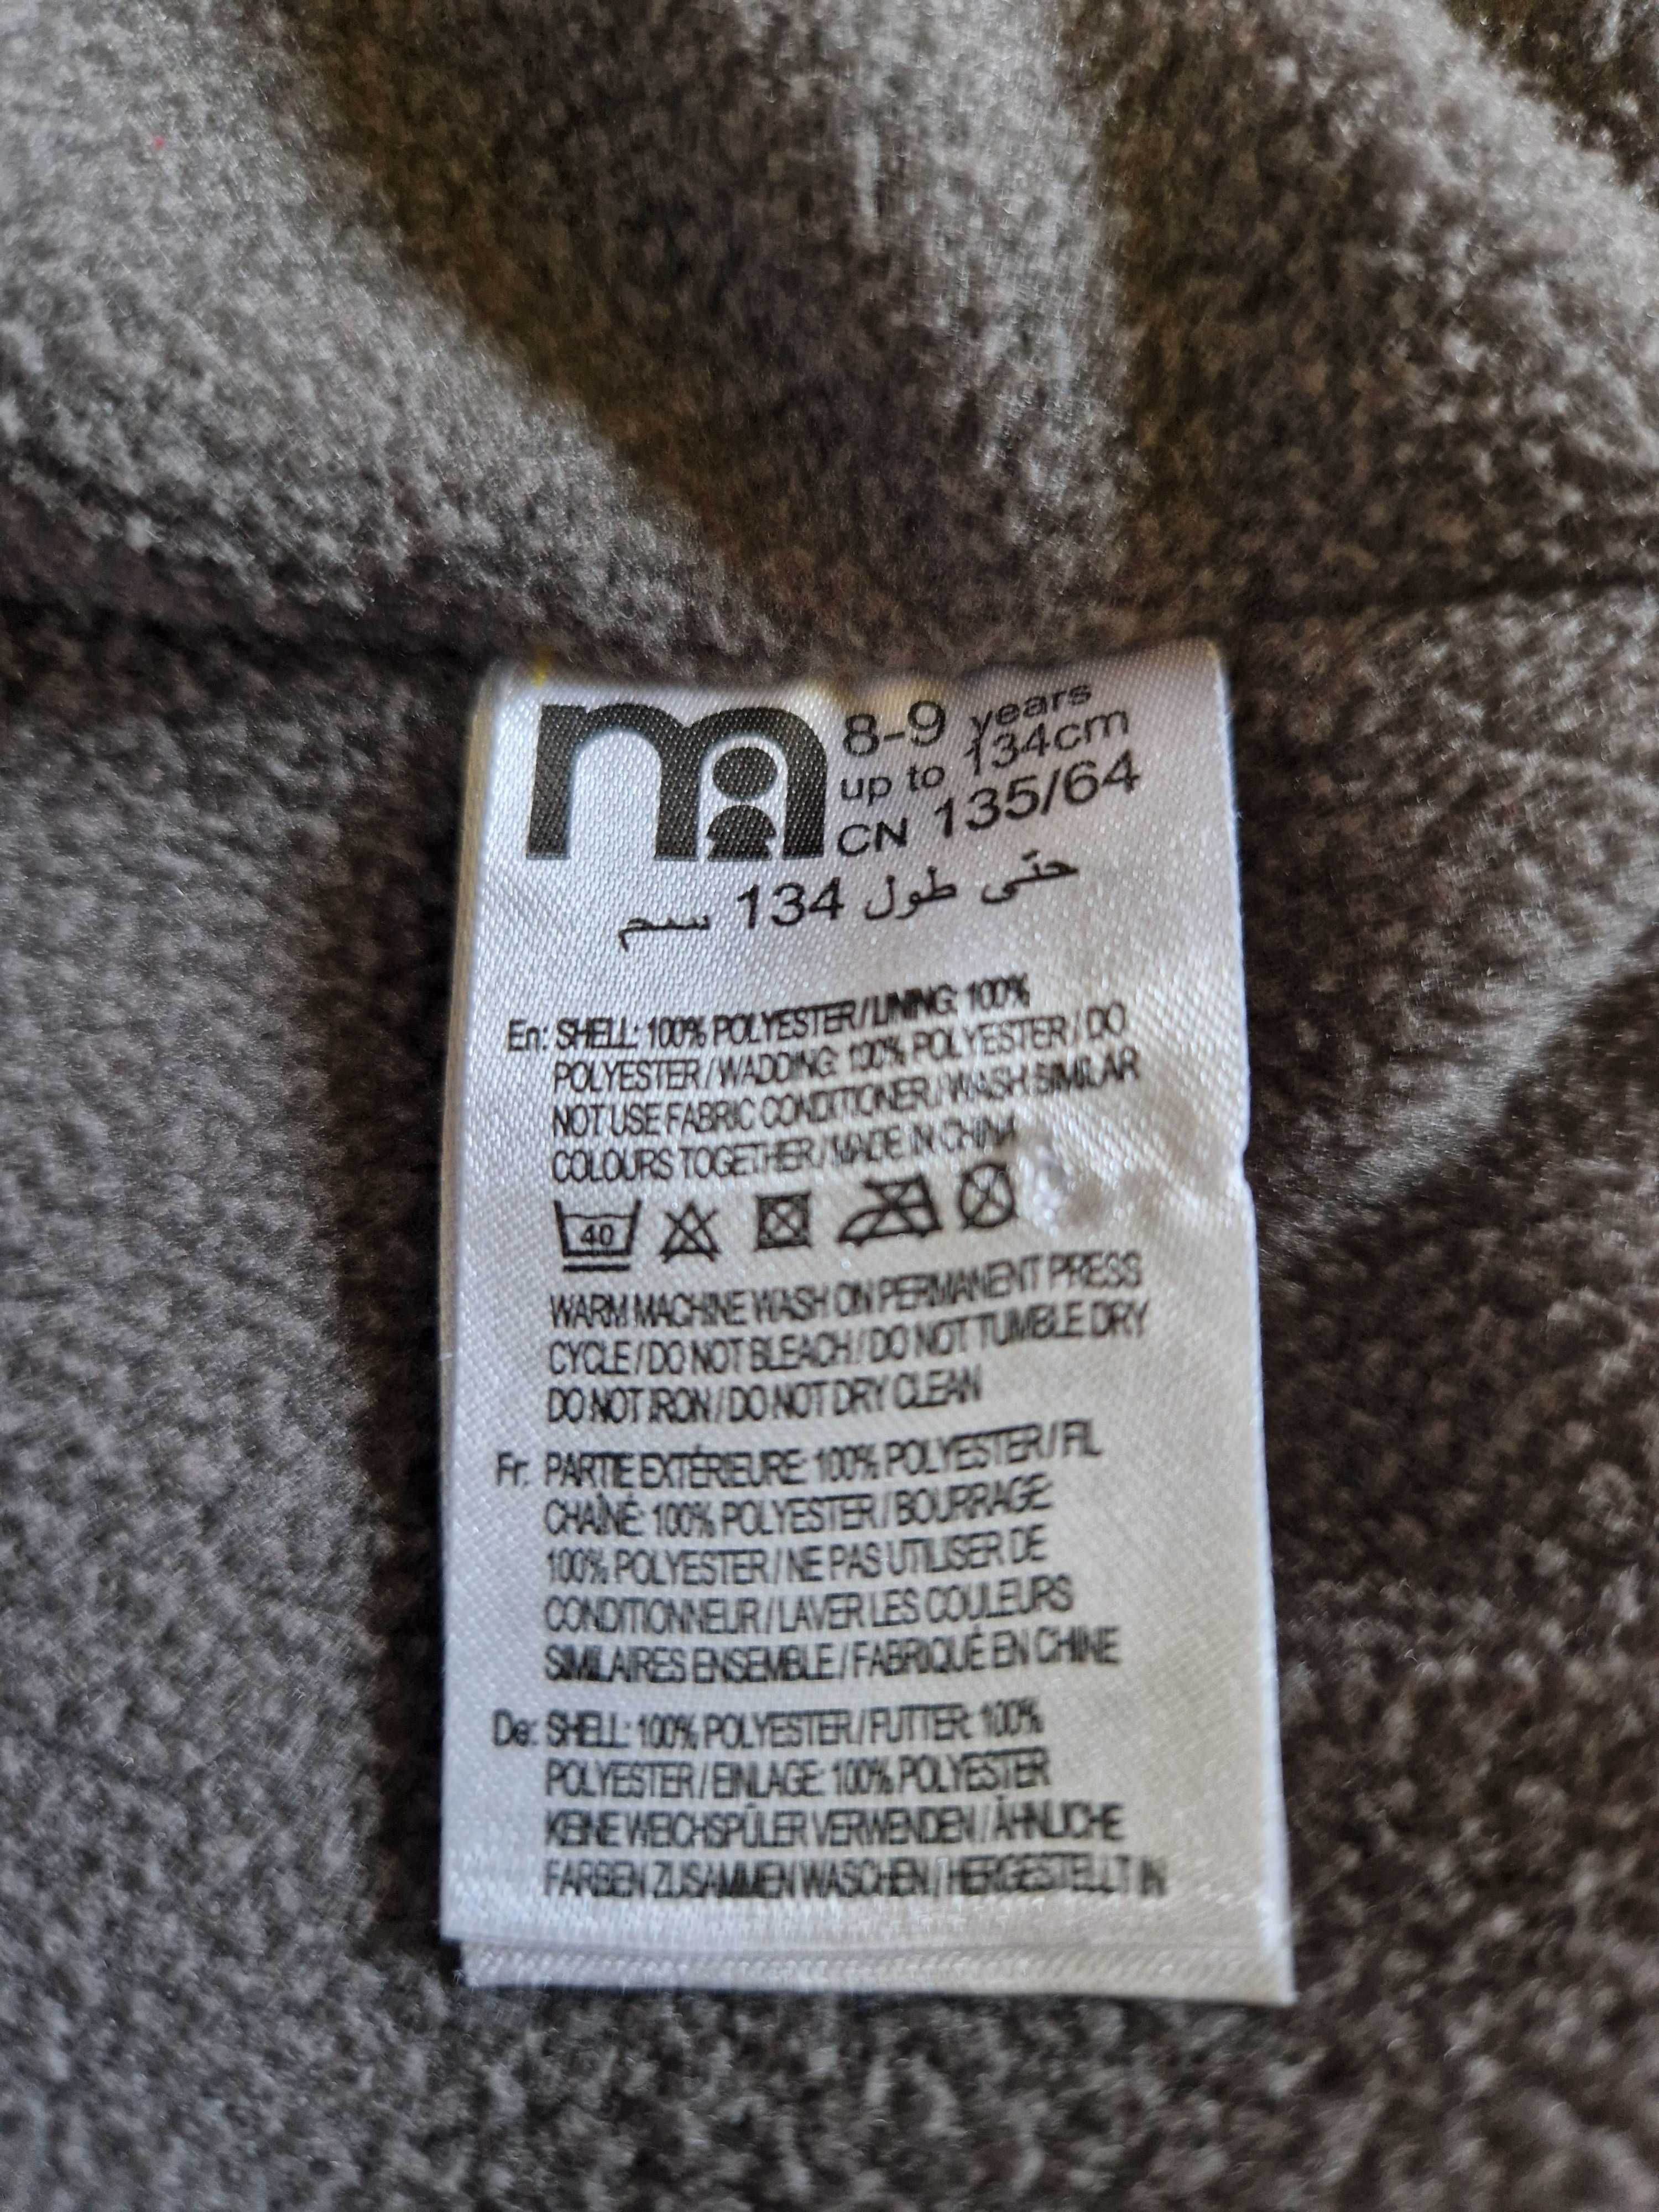 ma 8-9 years
up to 134cm
CN 135/64
حتّى طول 134 سم
En: SHELL: 100% POLYESTER / LINING: 100%
POLYESTER / WADDING: 100% POLYESTER / DO
NOT USE FABRIC CONDITIONER / WASH SIMILAR
COLOURS TOGETHER / MADE IN CHINA
40
WARM MACHINE WASH ON PERMANENT PRESS
CYCLE / DO NOT BLEACH / DO NOT TUMBLE DRY
DO NOT IRON / DO NOT DRY CLEAN
Fr: PARTIE EXTÉRIEURE: 100% POLYESTER / FIL
CHAÎNÉ: 100% POLYESTER / BOURRAGE:
100% POLYESTER / NE PAS UTILISER DE
CONDITIONNEUR / LAVER LES COULEURS
SIMILAIRES ENSEMBLE / FABRIQUÉ EN CHINE
De: SHELL: 100% POLYESTER / FUTTER: 100%
POLYESTER / EINLAGE: 100% POLYESTER
KEINE WEICHSPÜLER VERWENDEN / ÄHNLICHE
FARBEN ZUSAMMEN WASCHEN / HERGESTELLT IN